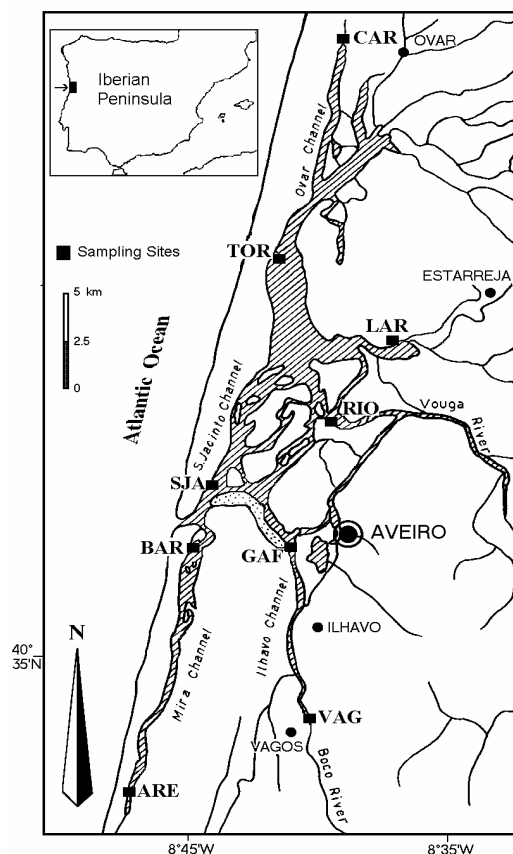 CAR
OVAR
Iberian
Peninsula
Ovar Channel
TOR
Sampling Sites
ESTARREJA
5 km
2.5
0
LAR
Atlantic Ocean
S.Jacinto Channel
RIO
Vouga
River
SJA
BAR
GAF
AVEIRO
N
40°
35'N
Mira Channel
Ilhavo Channel
ILHAVO
VAG
VAGOS
Boco River
ARE
8°45'W
8°35'W